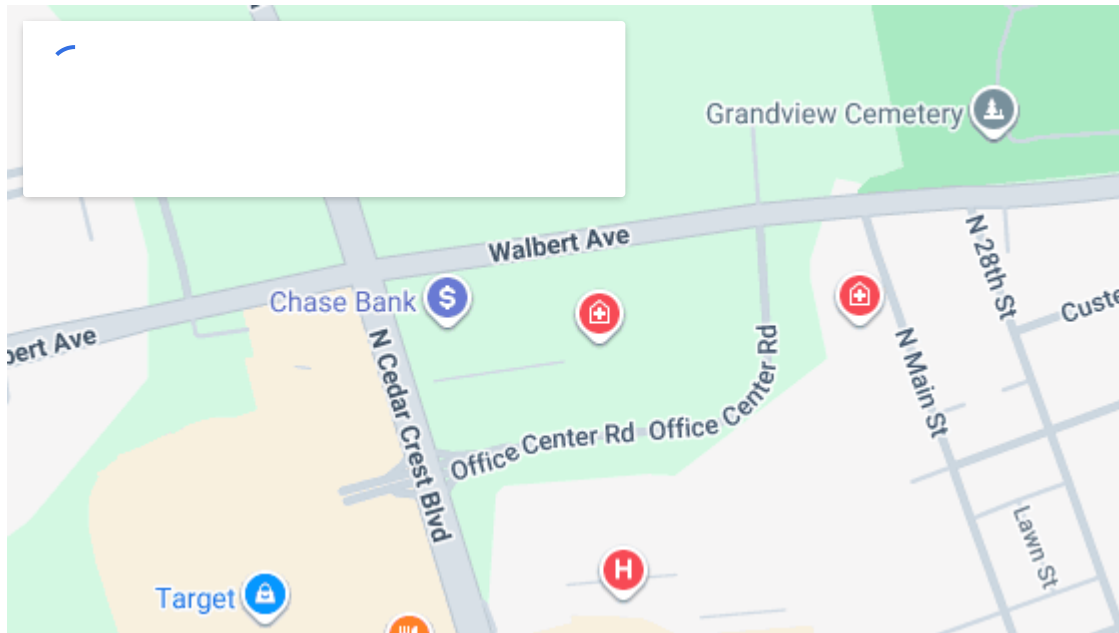 Grandview Cemetery
Walbert Ave
N 28th St
Chase Bank
$
Custe
bert Ave
N Cedar Crest Blvd
N Main St
Office Center Rd
Office Center Rd
Lawn St
H
Target